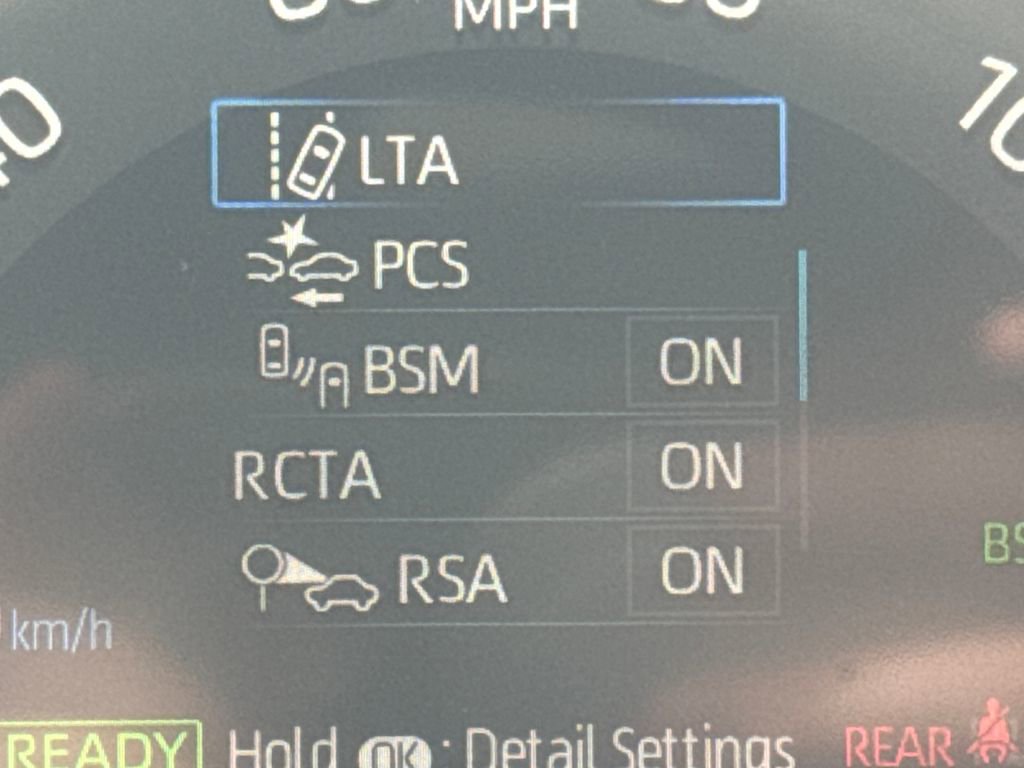 MPH
LTA
PCS
BSM ON
RCTA ON
RSA ON
km/h
READY
Hold OK : Detail Settings
REAR